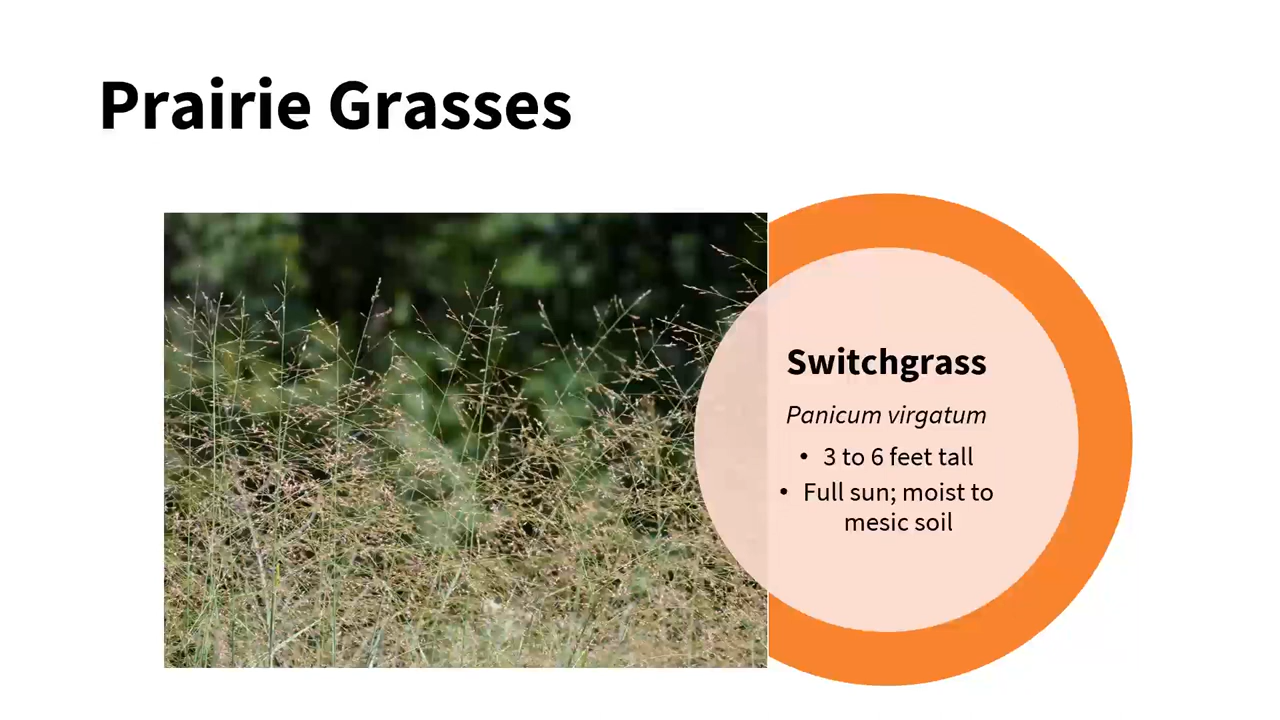 Prairie Grasses
Switchgrass
Panicum virgatum
• 3 to 6 feet tall
• Full sun; moist to
mesic soil